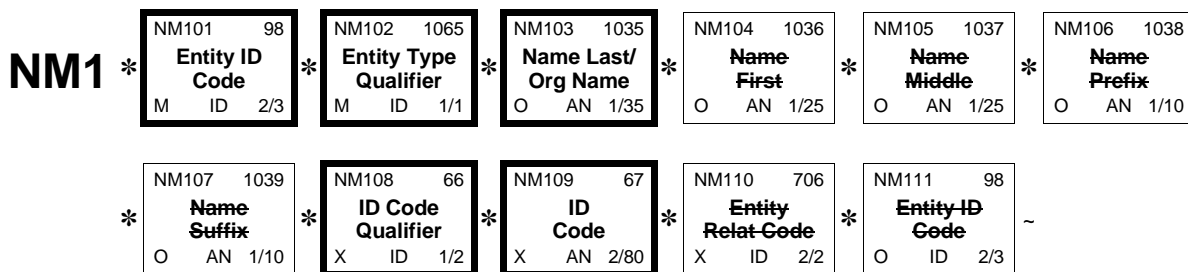 NM1 * NM101 98 * NM102 1065 * NM103 1035 * NM104 1036 * NM105 1037 * NM106 1038
Entity ID Entity Type Name Last/ Name Name Name
Code Qualifier Org Name First Middle Prefix
M ID 2/3 M ID 1/1 O AN 1/35 O AN 1/25 O AN 1/25 O AN 1/10
* NM107 1039 * NM108 66 * NM109 67 * NM110 706 * NM111 98 ~
Name ID Code ID Entity Entity ID
Suffix Qualifier Code Relat Code Code
O AN 1/10 X ID 1/2 X AN 2/80 X ID 2/2 O ID 2/3